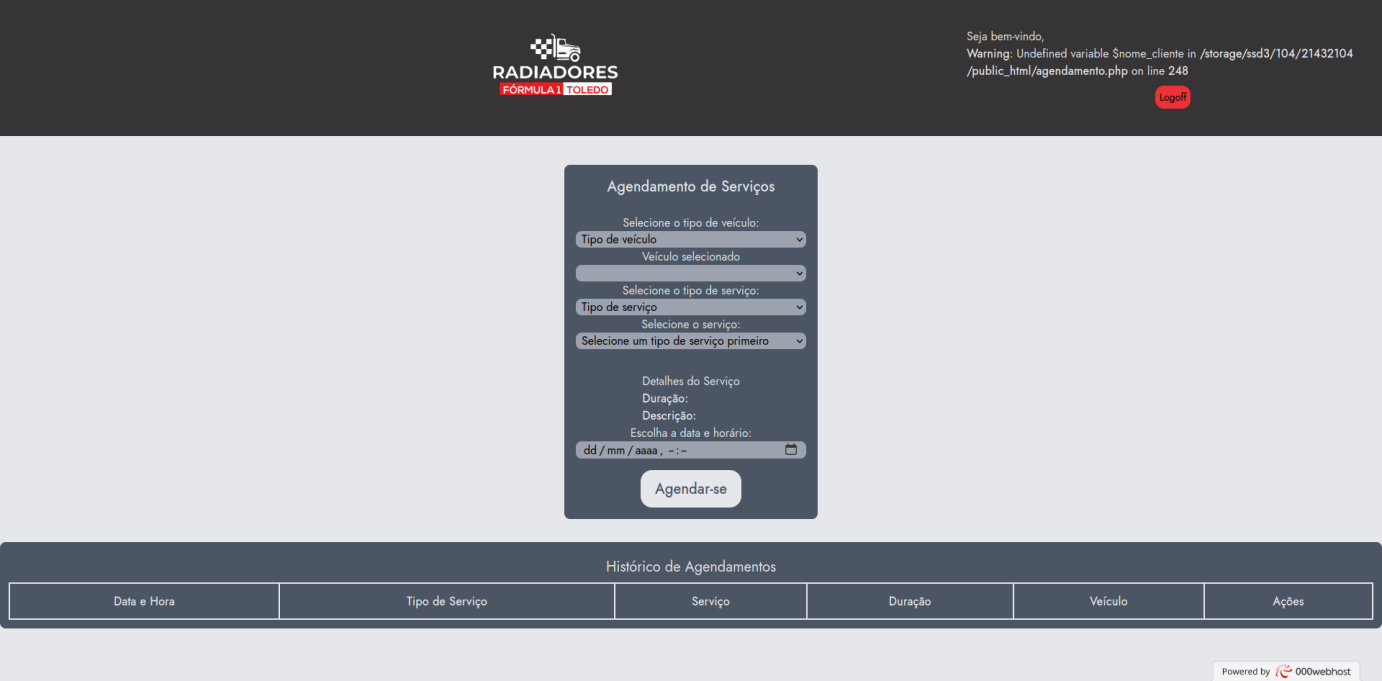 RADIADORES
FÓRMULA 1 TOLEDO
Seja bem-vindo,
Warning: Undefined variable $nome_cliente in /storage/ssd3/104/21432104
/public_html/agendamento.php on line 248
Logoff
Agendamento de Serviços
Selecione o tipo de veículo:
Tipo de veículo
Veículo selecionado
Selecione o tipo de serviço:
Tipo de serviço
Selecione o serviço:
Selecione um tipo de serviço primeiro
Detalhes do Serviço
Duração:
Descrição:
Escolha a data e horário:
dd / mm / aaaa , -:-
Agendar-se
Histórico de Agendamentos
Data e Hora Tipo de Serviço Serviço Duração Veículo Ações
Powered by 000webhost